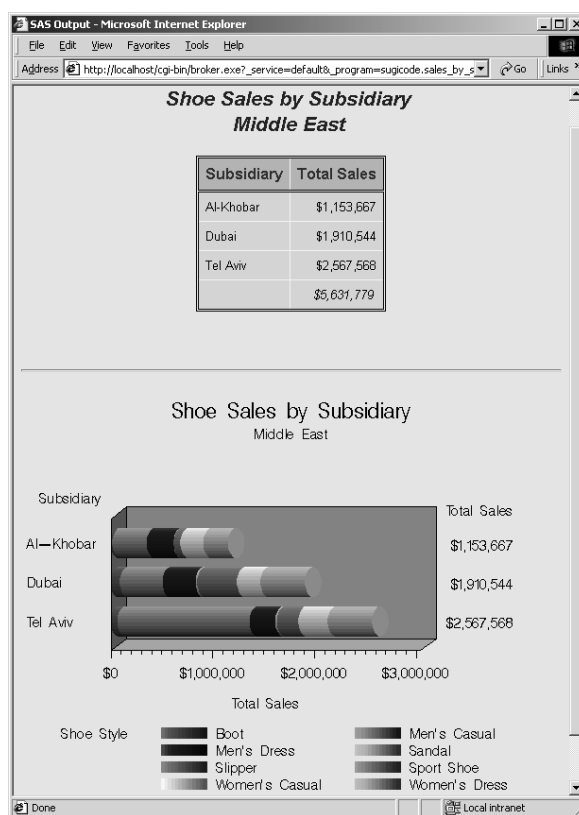 SAS Output - Microsoft Internet Explorer
File Edit View Favorites Tools Help
Address http://localhost/cgi-bin/broker.exe?_service=default&_program=sugicode.sales_by_s Go Links »
Shoe Sales by Subsidiary
Middle East
Subsidiary Total Sales
Al-Khobar $1,153,667
Dubai $1,910,544
Tel Aviv $2,567,568
$5,631,779
Shoe Sales by Subsidiary
Middle East
Subsidiary Total Sales
Al-Khobar $1,153,667
Dubai $1,910,544
Tel Aviv $2,567,568
$0 $1,000,000 $2,000,000 $3,000,000
Total Sales
Shoe Style Boot Men's Casual
Men's Dress Sandal
Slipper Sport Shoe
Women's Casual Women's Dress
Done Local intranet